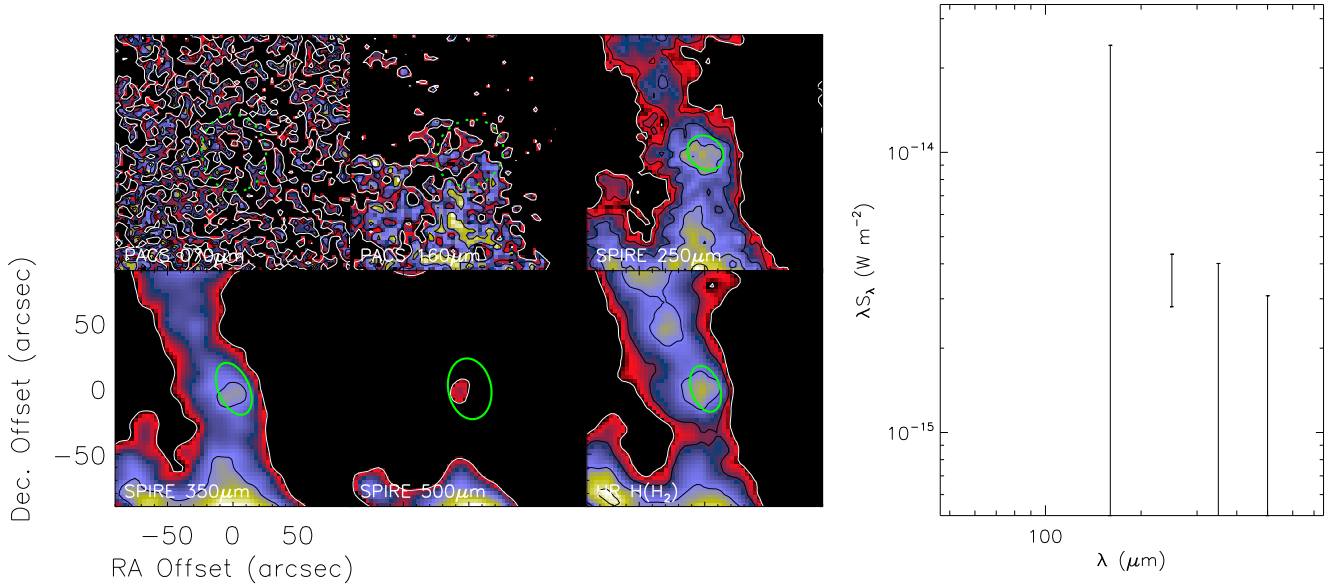 PACS 070μm
PACS 160μm
SPIRE 250μm
SPIRE 350μm
SPIRE 500μm
HR H(H₂)
Dec. Offset (arcsec)
50
0
−50
−50 0 50
RA Offset (arcsec)
λSλ (W m⁻²)
10⁻¹⁴
10⁻¹⁵
100
λ (μm)